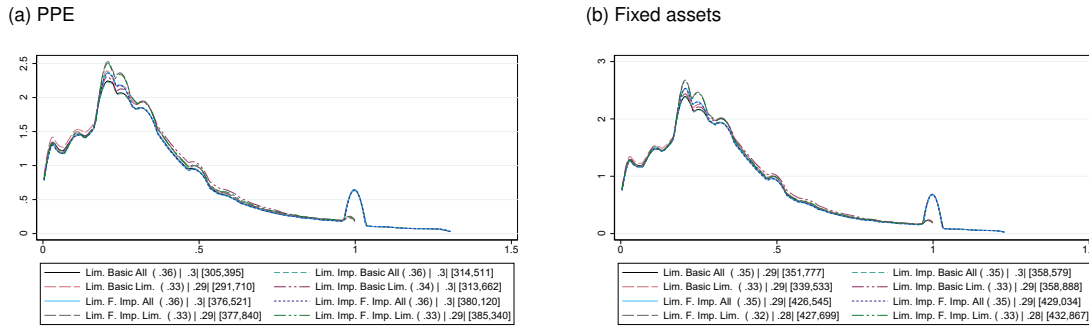 (a) PPE
(b) Fixed assets
2.5
2
1.5
1
.5
0
0
.5
1
1.5
Lim. Basic All ( .36) | .3| [305,395]
Lim. Imp. Basic All ( .36) | .3| [314,511]
Lim. Basic Lim. ( .33) | .29| [291,710]
Lim. Imp. Basic Lim. ( .34) | .3| [313,662]
Lim. F. Imp. All ( .36) | .3| [376,521]
Lim. F. Imp. Imp. All ( .36) | .3| [380,120]
Lim. F. Imp. Lim. ( .33) | .29| [377,840]
Lim. F. Imp. Imp. Lim. ( .33) | .29| [385,340]
3
2
1
0
0
.5
1
1.5
Lim. Basic All ( .35) | .29| [351,777]
Lim. Imp. Basic All ( .35) | .3| [358,579]
Lim. Basic Lim. ( .33) | .29| [339,533]
Lim. Imp. Basic Lim. ( .33) | .29| [358,888]
Lim. F. Imp. All ( .35) | .29| [426,545]
Lim. F. Imp. Imp. All ( .35) | .29| [429,034]
Lim. F. Imp. Lim. ( .32) | .28| [427,699]
Lim. F. Imp. Imp. Lim. ( .33) | .28| [432,867]